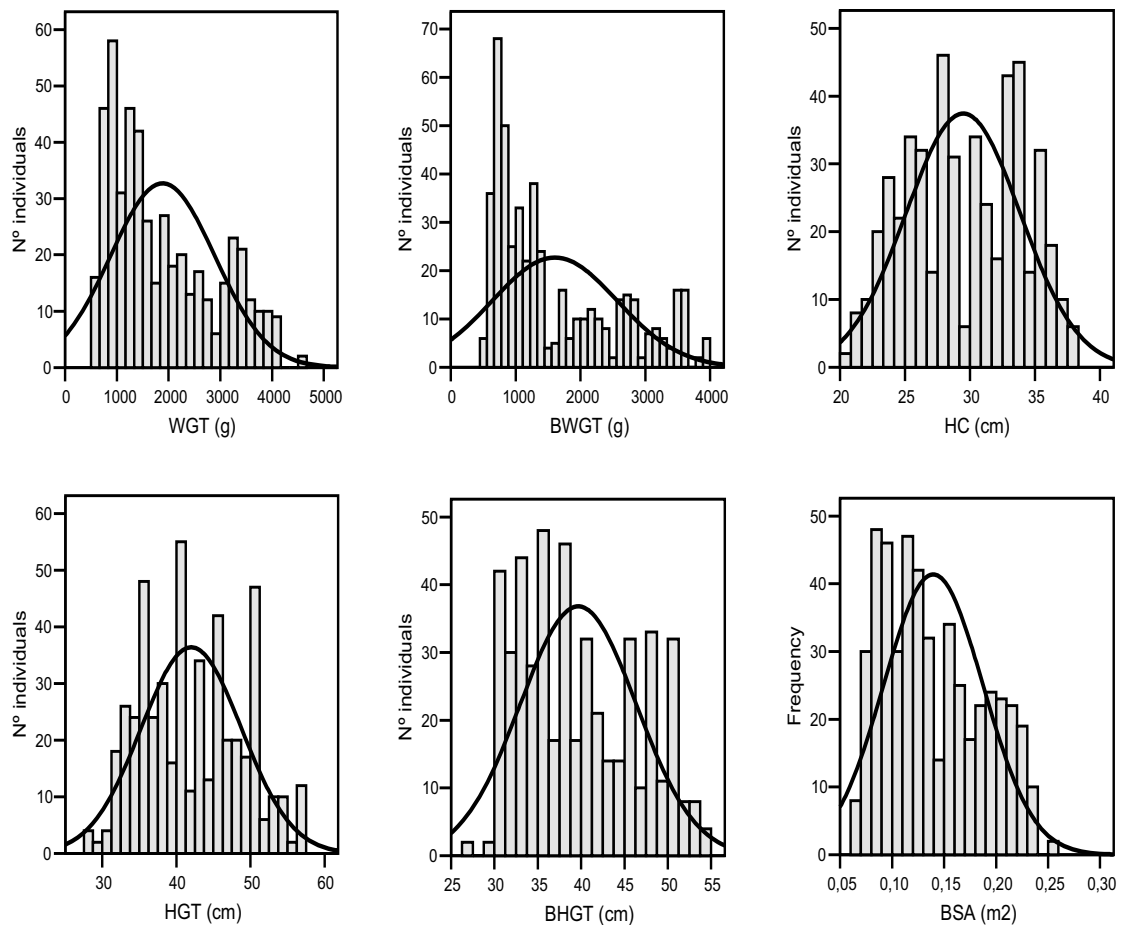 60
50
40
30
20
10
0
Nº individuals
0 1000 2000 3000 4000 5000
WGT (g)
70
60
50
40
30
20
10
0
Nº individuals
0 1000 2000 3000 4000
BWGT (g)
50
40
30
20
10
0
Nº individuals
20 25 30 35 40
HC (cm)
60
50
40
30
20
10
0
Nº individuals
30 40 50 60
HGT (cm)
50
40
30
20
10
0
Nº individuals
25 30 35 40 45 50 55
BHGT (cm)
50
40
30
20
10
0
Frequency
0,05 0,10 0,15 0,20 0,25 0,30
BSA (m2)